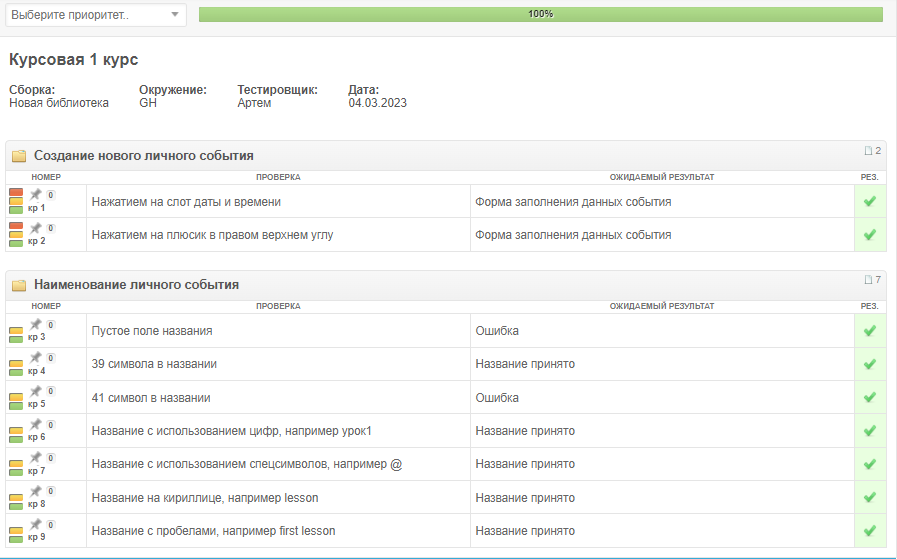 Выберите приоритет..
100%
Курсовая 1 курс
Сборка: Окружение: Тестировщик: Дата:
Новая библиотека GH Артем 04.03.2023
Создание нового личного события 2
НОМЕР ПРОВЕРКА ОЖИДАЕМЫЙ РЕЗУЛЬТАТ РЕЗ.
0
кр 1 Нажатием на слот даты и времени Форма заполнения данных события
0
кр 2 Нажатием на плюсик в правом верхнем углу Форма заполнения данных события
Наименование личного события 7
НОМЕР ПРОВЕРКА ОЖИДАЕМЫЙ РЕЗУЛЬТАТ РЕЗ.
0
кр 3 Пустое поле названия Ошибка
0
кр 4 39 символа в названии Название принято
0
кр 5 41 символ в названии Ошибка
0
кр 6 Название с использованием цифр, например урок1 Название принято
0
кр 7 Название с использованием спецсимволов, например @ Название принято
0
кр 8 Название на кириллице, например lesson Название принято
0
кр 9 Название с пробелами, например first lesson Название принято